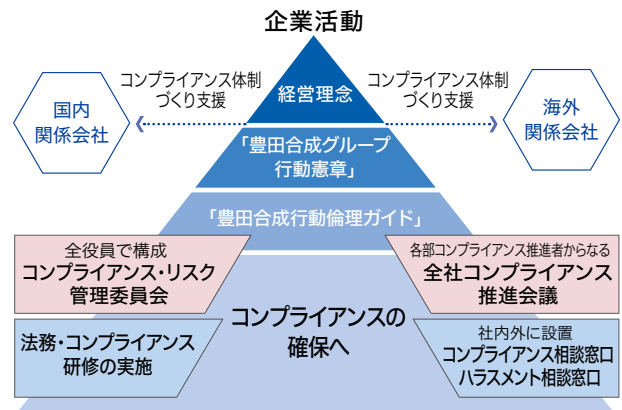 企業活動
経営理念
コンプライアンス体制
づくり支援
コンプライアンス体制
づくり支援
国内
関係会社
海外
関係会社
「豊田合成グループ
行動憲章」
「豊田合成行動倫理ガイド」
全役員で構成
コンプライアンス・リスク
管理委員会
各部コンプライアンス推進者からなる
全社コンプライアンス
推進会議
コンプライアンスの
確保へ
法務・コンプライアンス
研修の実施
社内外に設置
コンプライアンス相談窓口
ハラスメント相談窓口